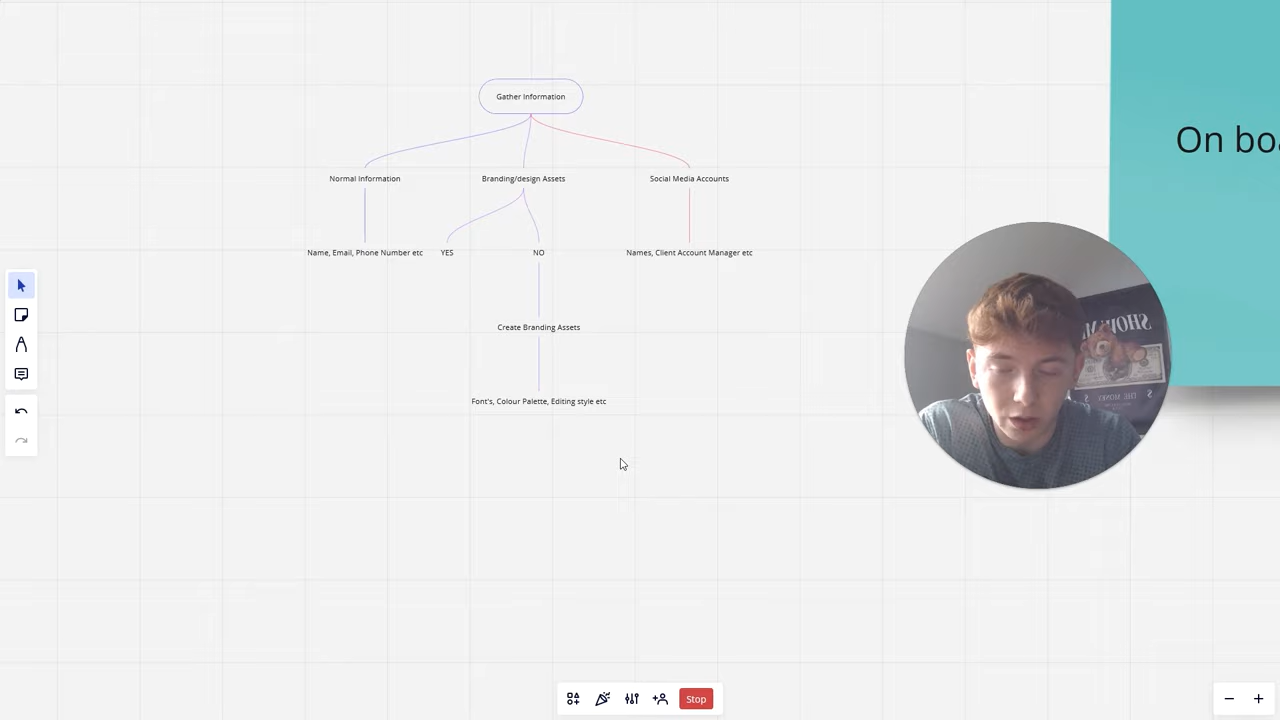 Gather Information
On boa
Normal Information
Branding/design Assets
Social Media Accounts
Name, Email, Phone Number etc
YES
NO
Names, Client Account Manager etc
Create Branding Assets
Font's, Colour Palette, Editing style etc
Stop